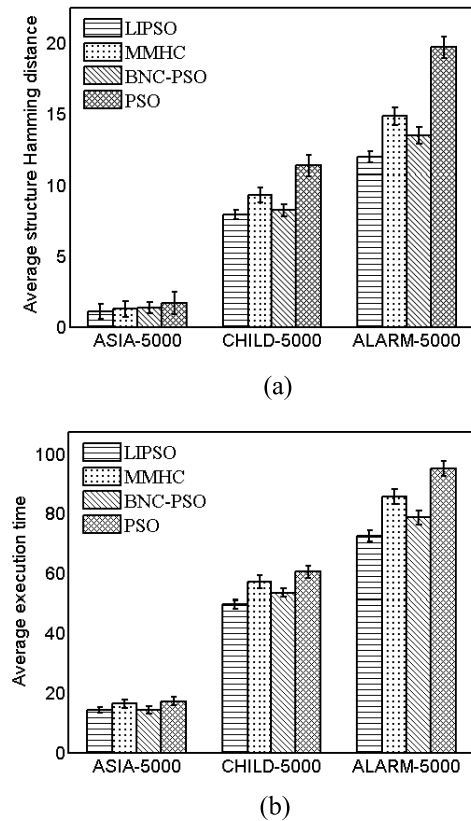 Average structure Hamming distance
20
15
10
5
0
LIPSO
MMHC
BNC-PSO
PSO
ASIA-5000 CHILD-5000 ALARM-5000
(a)
Average execution time
100
80
60
40
20
0
LIPSO
MMHC
BNC-PSO
PSO
ASIA-5000 CHILD-5000 ALARM-5000
(b)